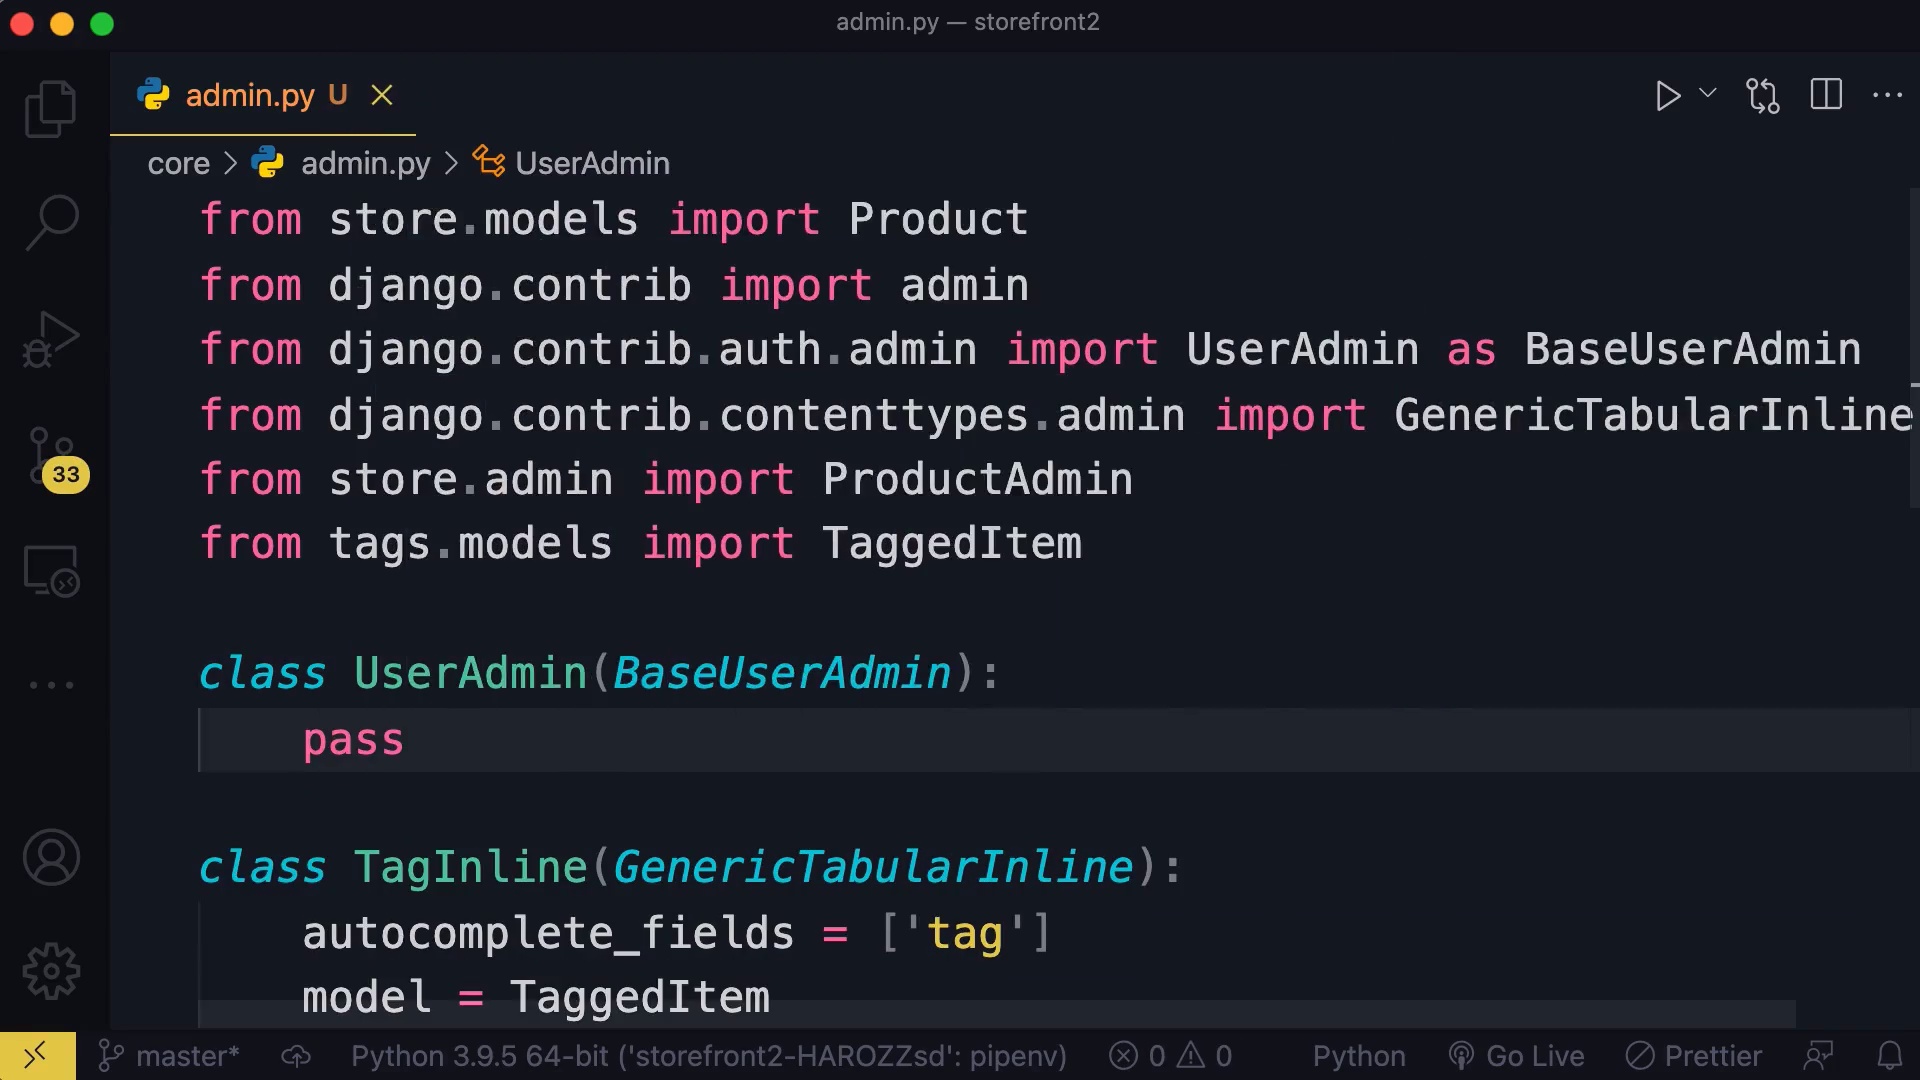 admin.py — storefront2
admin.py U
core > admin.py > UserAdmin
from store.models import Product
from django.contrib import admin
from django.contrib.auth.admin import UserAdmin as BaseUserAdmin
from django.contrib.contenttypes.admin import GenericTabularInline
from store.admin import ProductAdmin
from tags.models import TaggedItem
class UserAdmin(BaseUserAdmin):
    pass
class TagInline(GenericTabularInline):
    autocomplete_fields = ['tag']
    model = TaggedItem
33
master* Python 3.9.5 64-bit ('storefront2-HAROZZsd': pipenv) 0 0 Python Go Live Prettier